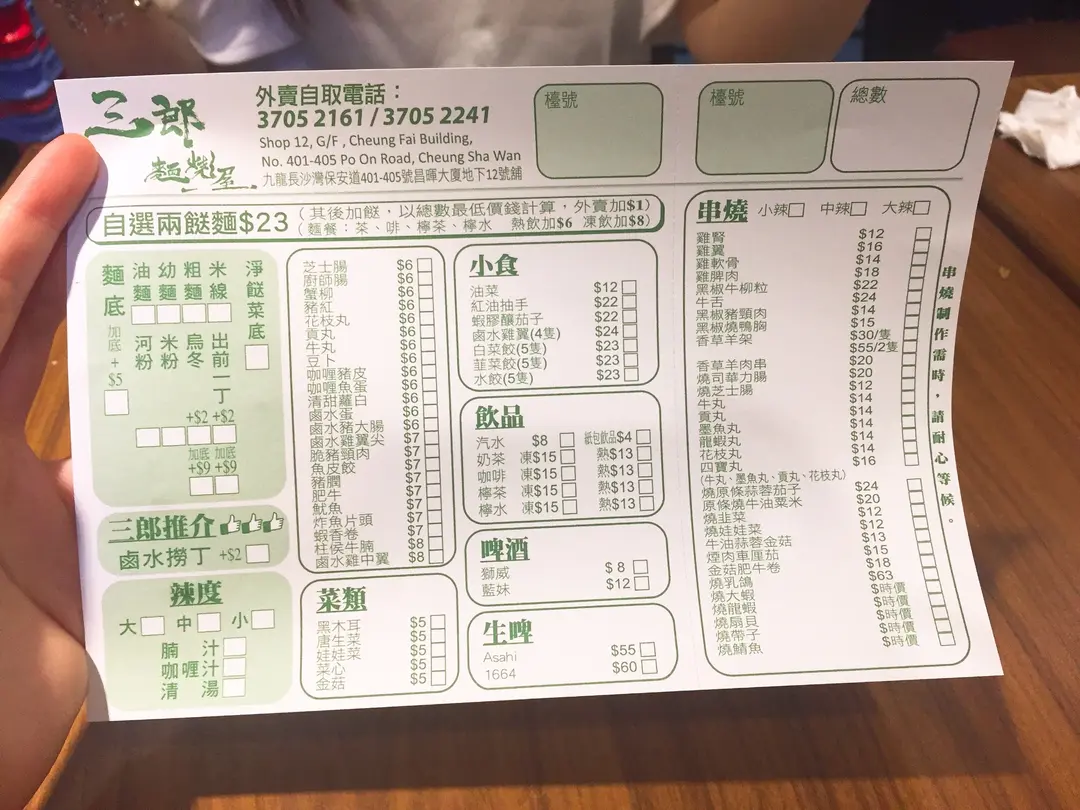 三郎
麵燒屋
外賣自取電話：
3705 2161 / 3705 2241
Shop 12, G/F , Cheung Fai Building,
No. 401-405 Po On Road, Cheung Sha Wan
九龍長沙灣保安道401-405號昌暉大廈地下12號舖
檯號
檯號
總數
自選兩餸麵$23
(其後加餸，以總數最低價錢計算，外賣加$1)
(麵餐：茶、啡、檸茶、檸水 熱飲加$6 凍飲加$8)
麵底
加底+$5
油麵
幼麵
粗麵
米線
淨餸菜底
河粉
米粉
烏冬
出前一丁
+$2 +$2
加底 加底
+$9 +$9
三郎推介
鹵水撈丁 +$2
辣度
大 中 小
腩汁
咖喱汁
清湯
芝士腸 $6
廚師腸 $6
蟹柳 $6
豬紅 $6
花枝丸 $6
貢丸 $6
牛丸 $6
豆卜 $6
咖喱豬皮 $6
咖喱魚蛋 $6
清甜蘿白 $6
鹵水蛋 $6
鹵水豬大腸 $6
鹵水雞翼尖 $7
脆豬頸肉 $7
魚皮餃 $7
豬膶 $7
肥牛 $7
魷魚 $7
炸魚片頭 $7
蝦香卷 $7
柱侯牛腩 $8
鹵水雞中翼 $8
菜類
黑木耳 $5
唐生菜 $5
娃娃菜 $5
菜心 $5
金菇 $5
小食
油菜 $12
紅油抽手 $22
蝦膠釀茄子 $22
鹵水雞翼(4隻) $24
白菜餃(5隻) $23
韮菜餃(5隻) $23
水餃(5隻) $23
飲品
汽水 $8 紙包飲品$4
奶茶 凍$15 熱$13
咖啡 凍$15 熱$13
檸茶 凍$15 熱$13
檸水 凍$15 熱$13
啤酒
獅威 $8
藍妹 $12
生啤
Asahi $55
1664 $60
串燒 小辣 中辣 大辣
雞腎 $12
雞翼 $16
雞軟骨 $14
雞脾肉 $18
黑椒牛柳粒 $22
牛舌 $24
黑椒豬頸肉 $14
黑椒燒鴨胸 $15
香草羊架 $30/隻
$55/2隻
香草羊肉串 $20
燒司華力腸 $20
燒芝士腸 $12
牛丸 $14
貢丸 $14
墨魚丸 $14
龍蝦丸 $14
花枝丸 $14
四寶丸 $16
(牛丸、墨魚丸、貢丸、花枝丸)
燒原條蒜蓉茄子 $24
原條燒牛油粟米 $20
燒韭菜 $12
燒娃娃菜 $12
牛油蒜蓉金菇 $13
煙肉車厘茄 $15
金菇肥牛卷 $18
燒乳鴿 $63
燒大蝦 $時價
燒龍蝦 $時價
燒扇貝 $時價
燒帶子 $時價
燒鯖魚 $時價
串燒制作需時，請耐心等候。